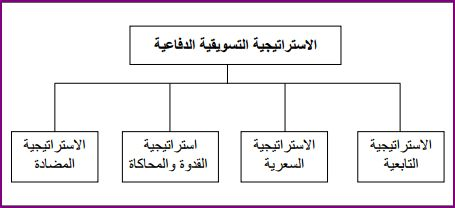 الاستراتيجية التسويقية الدفاعية
الاستراتيجية
التابعية
الاستراتيجية
السعرية
استراتيجية
القدوة والمحاكاة
الاستراتيجية
المضادة